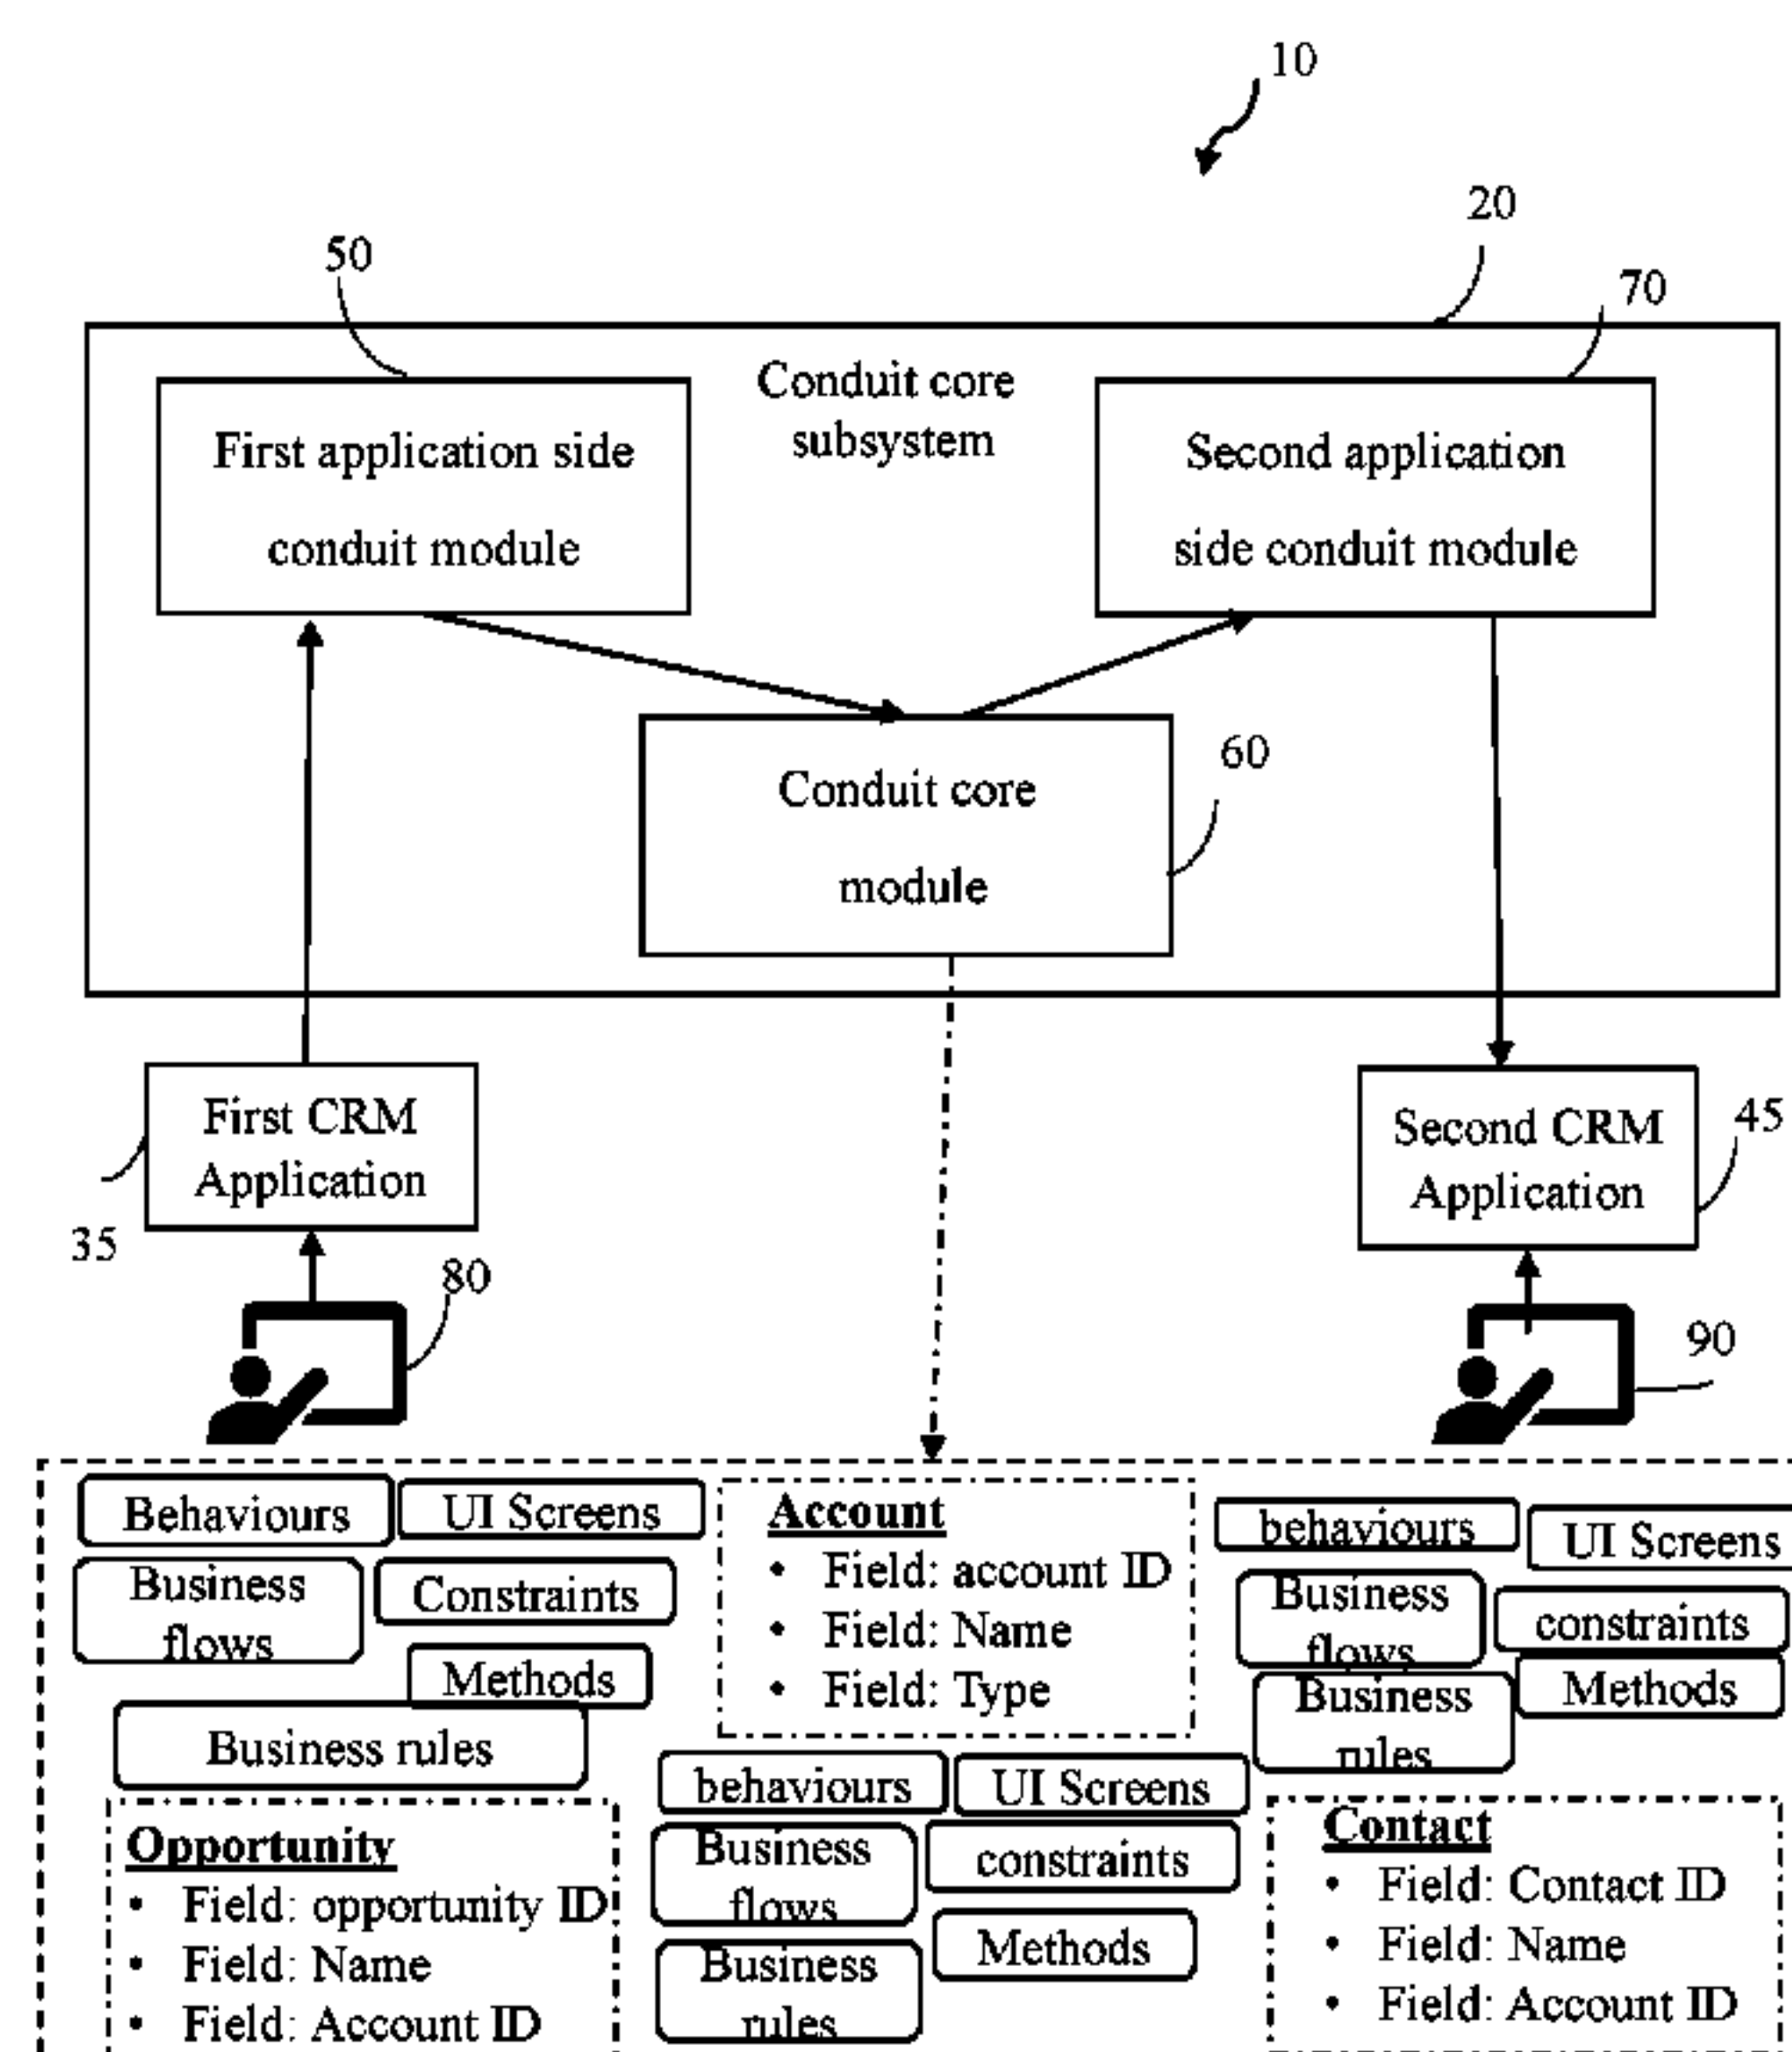 10
20
50
70
Conduit core
subsystem
First application side
conduit module
Second application
side conduit module
60
Conduit core
module
First CRM
Application
35
Second CRM
Application
45
80
90
Behaviours
UI Screens
Business
flows
Constraints
Methods
Business rules
Account
• Field: account ID
• Field: Name
• Field: Type
behaviours
UI Screens
Business
flows
constraints
Business
rules
Methods
Opportunity
• Field: opportunity ID
• Field: Name
• Field: Account ID
behaviours
UI Screens
Business
flows
constraints
Business
rules
Methods
Contact
• Field: Contact ID
• Field: Name
• Field: Account ID